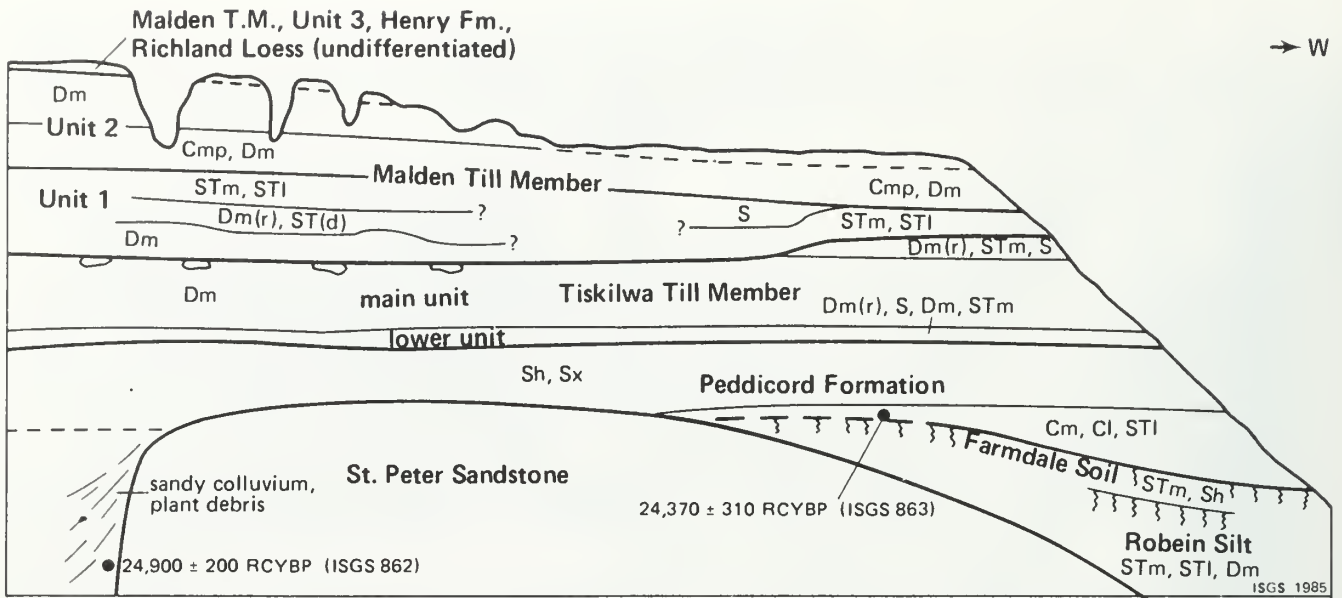 Malden T.M., Unit 3, Henry Fm.,
Richland Loess (undifferentiated)
→ W
Dm
Unit 2
Cmp, Dm
Malden Till Member
Cmp, Dm
STm, STl
Unit 1
?
S
STm, STl
Dm(r), ST(d)
?
Dm
?
Dm(r), STm, S
Dm
main unit
Tiskilwa Till Member
Dm(r), S, Dm, STm
lower unit
Sh, Sx
Peddicord Formation
Cm, Cl, STl
Farmdale Soil
St. Peter Sandstone
sandy colluvium,
plant debris
STm, Sh
24,370 ± 310 RCYBP (ISGS 863)
Robein Silt
24,900 ± 200 RCYBP (ISGS 862)
STm, STl, Dm
ISGS 1985